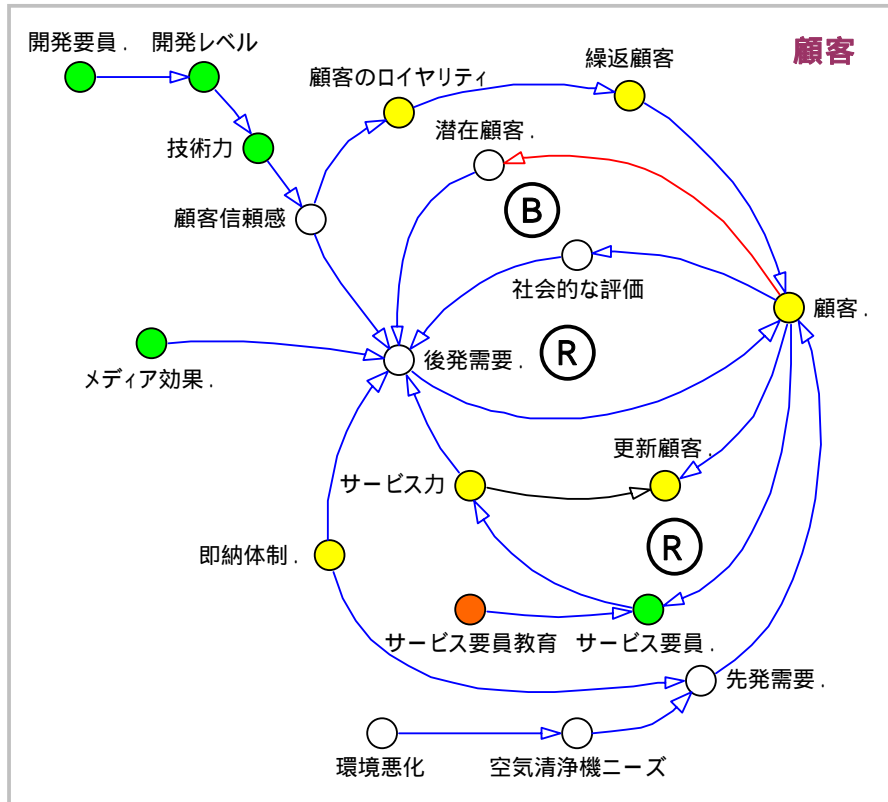 顧客
開発要員.
開発レベル
顧客のロイヤリティ
繰返顧客
潜在顧客.
技術力
B
顧客信頼感
社会的な評価
顧客.
R
後発需要.
メディア効果.
更新顧客.
サービス力
R
即納体制.
サービス要員教育
サービス要員.
先発需要.
環境悪化
空気清浄機ニーズ